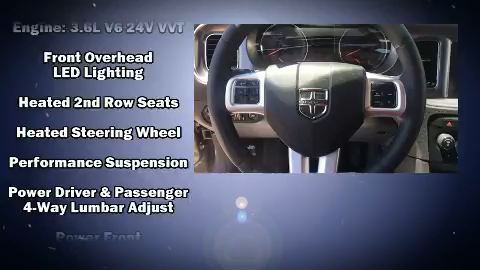 Engine: 3.6L V6 24V VVT
Front Overhead
LED Lighting
Heated 2nd Row Seats
Heated Steering Wheel
Performance Suspension
Power Driver & Passenger
4-Way Lumbar Adjust
Power Front